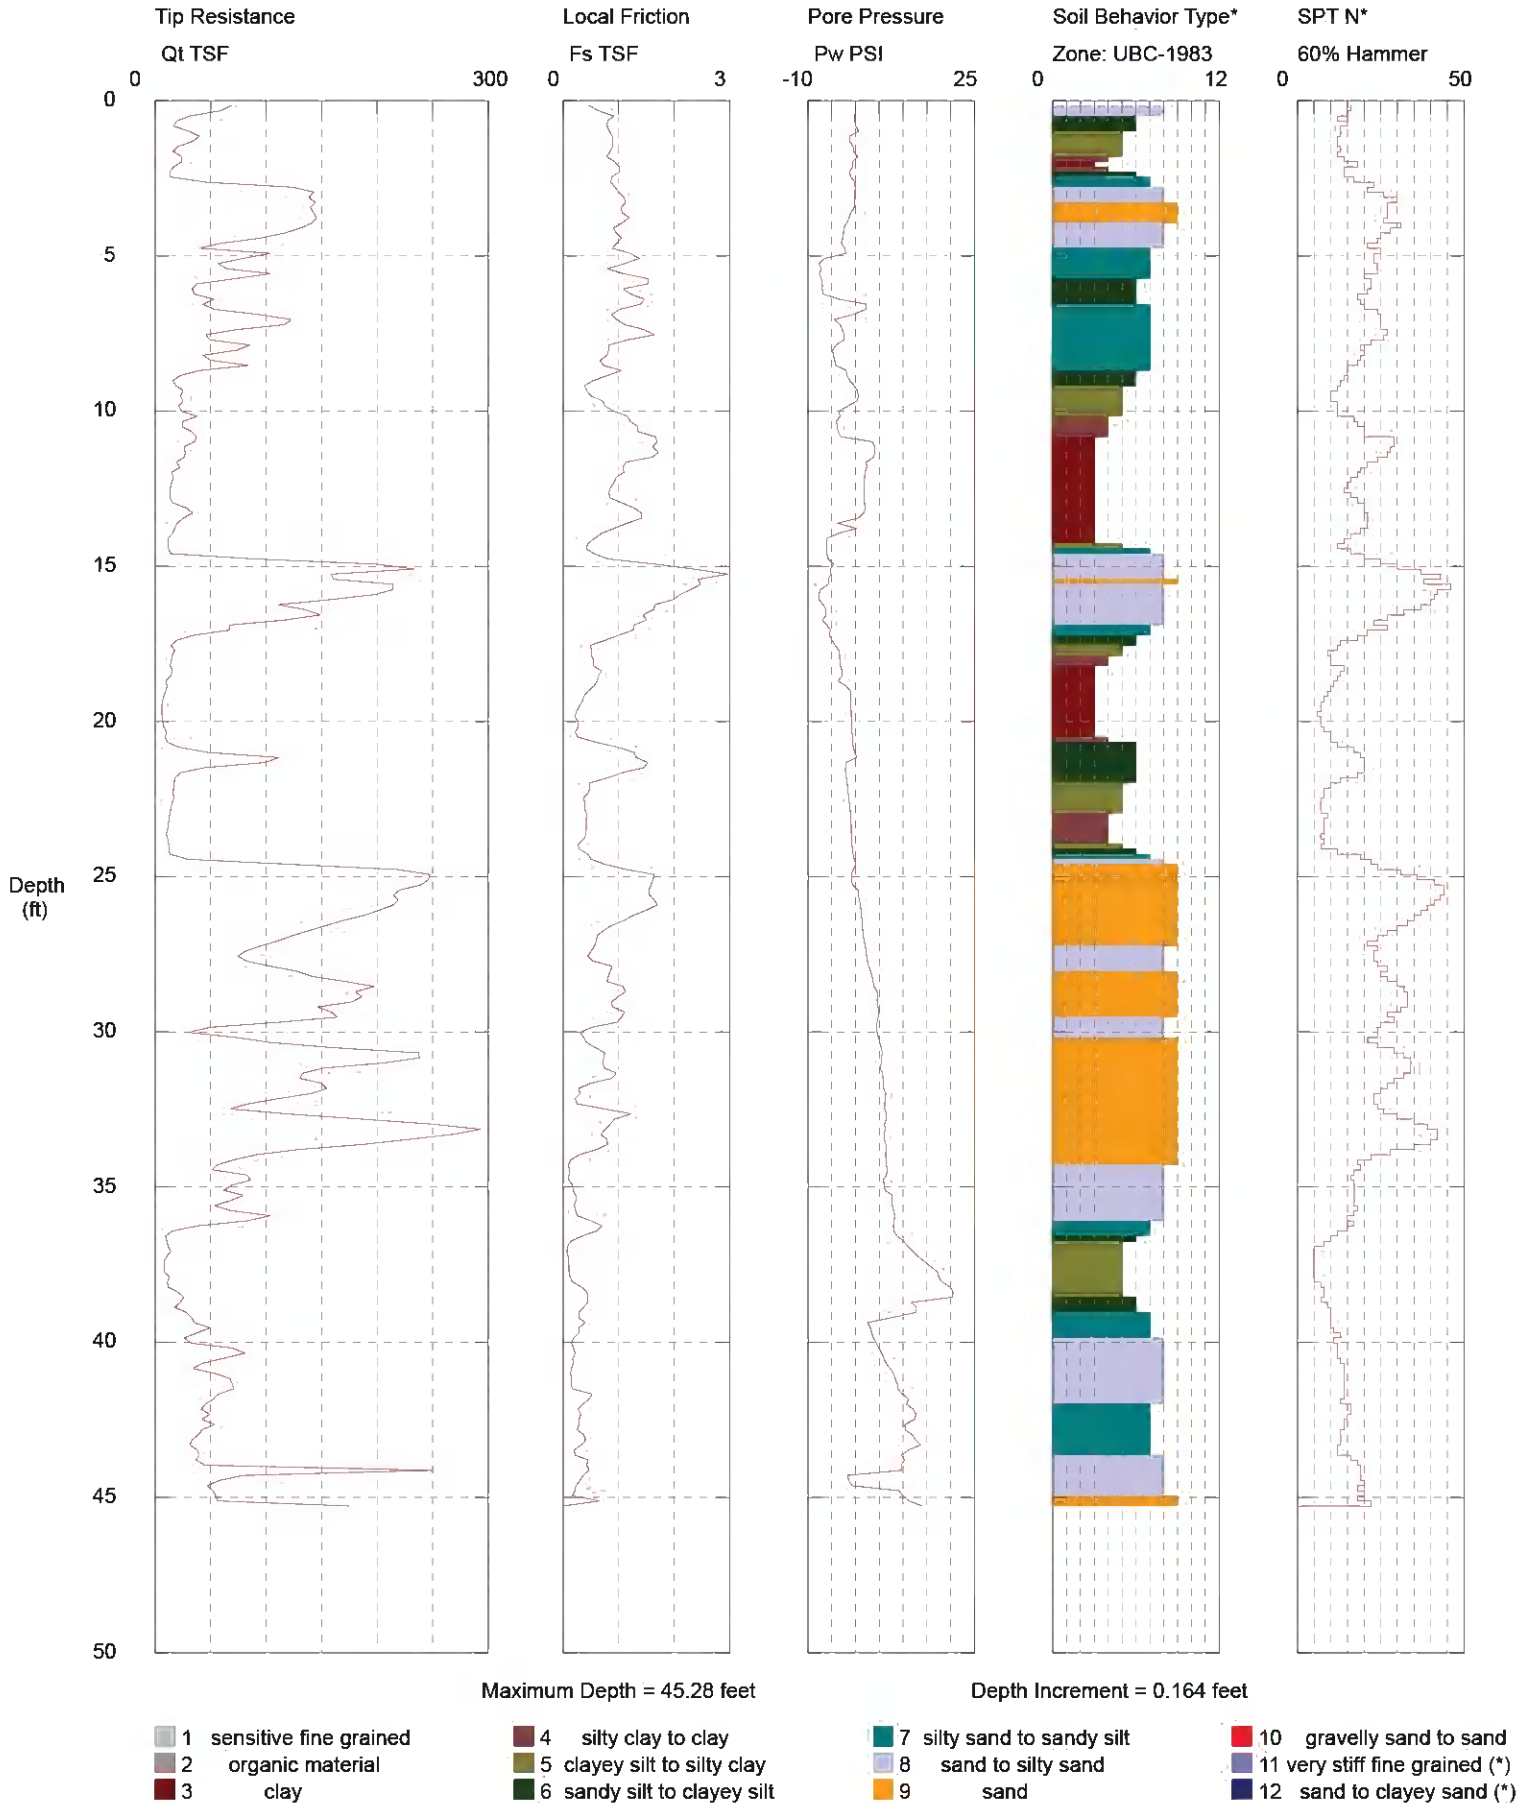 Tip Resistance Local Friction Pore Pressure Soil Behavior Type* SPT N*
Qt TSF Fs TSF Pw PSI Zone: UBC-1983 60% Hammer
0 300 0 3 -10 25 0 12 0 50
0
5
10
15
20
25
Depth
(ft)
30
35
40
45
50
Maximum Depth = 45.28 feet Depth Increment = 0.164 feet
1 sensitive fine grained 4 silty clay to clay 7 silty sand to sandy silt 10 gravelly sand to sand
2 organic material 5 clayey silt to silty clay 8 sand to silty sand 11 very stiff fine grained (*)
3 clay 6 sandy silt to clayey silt 9 sand 12 sand to clayey sand (*)